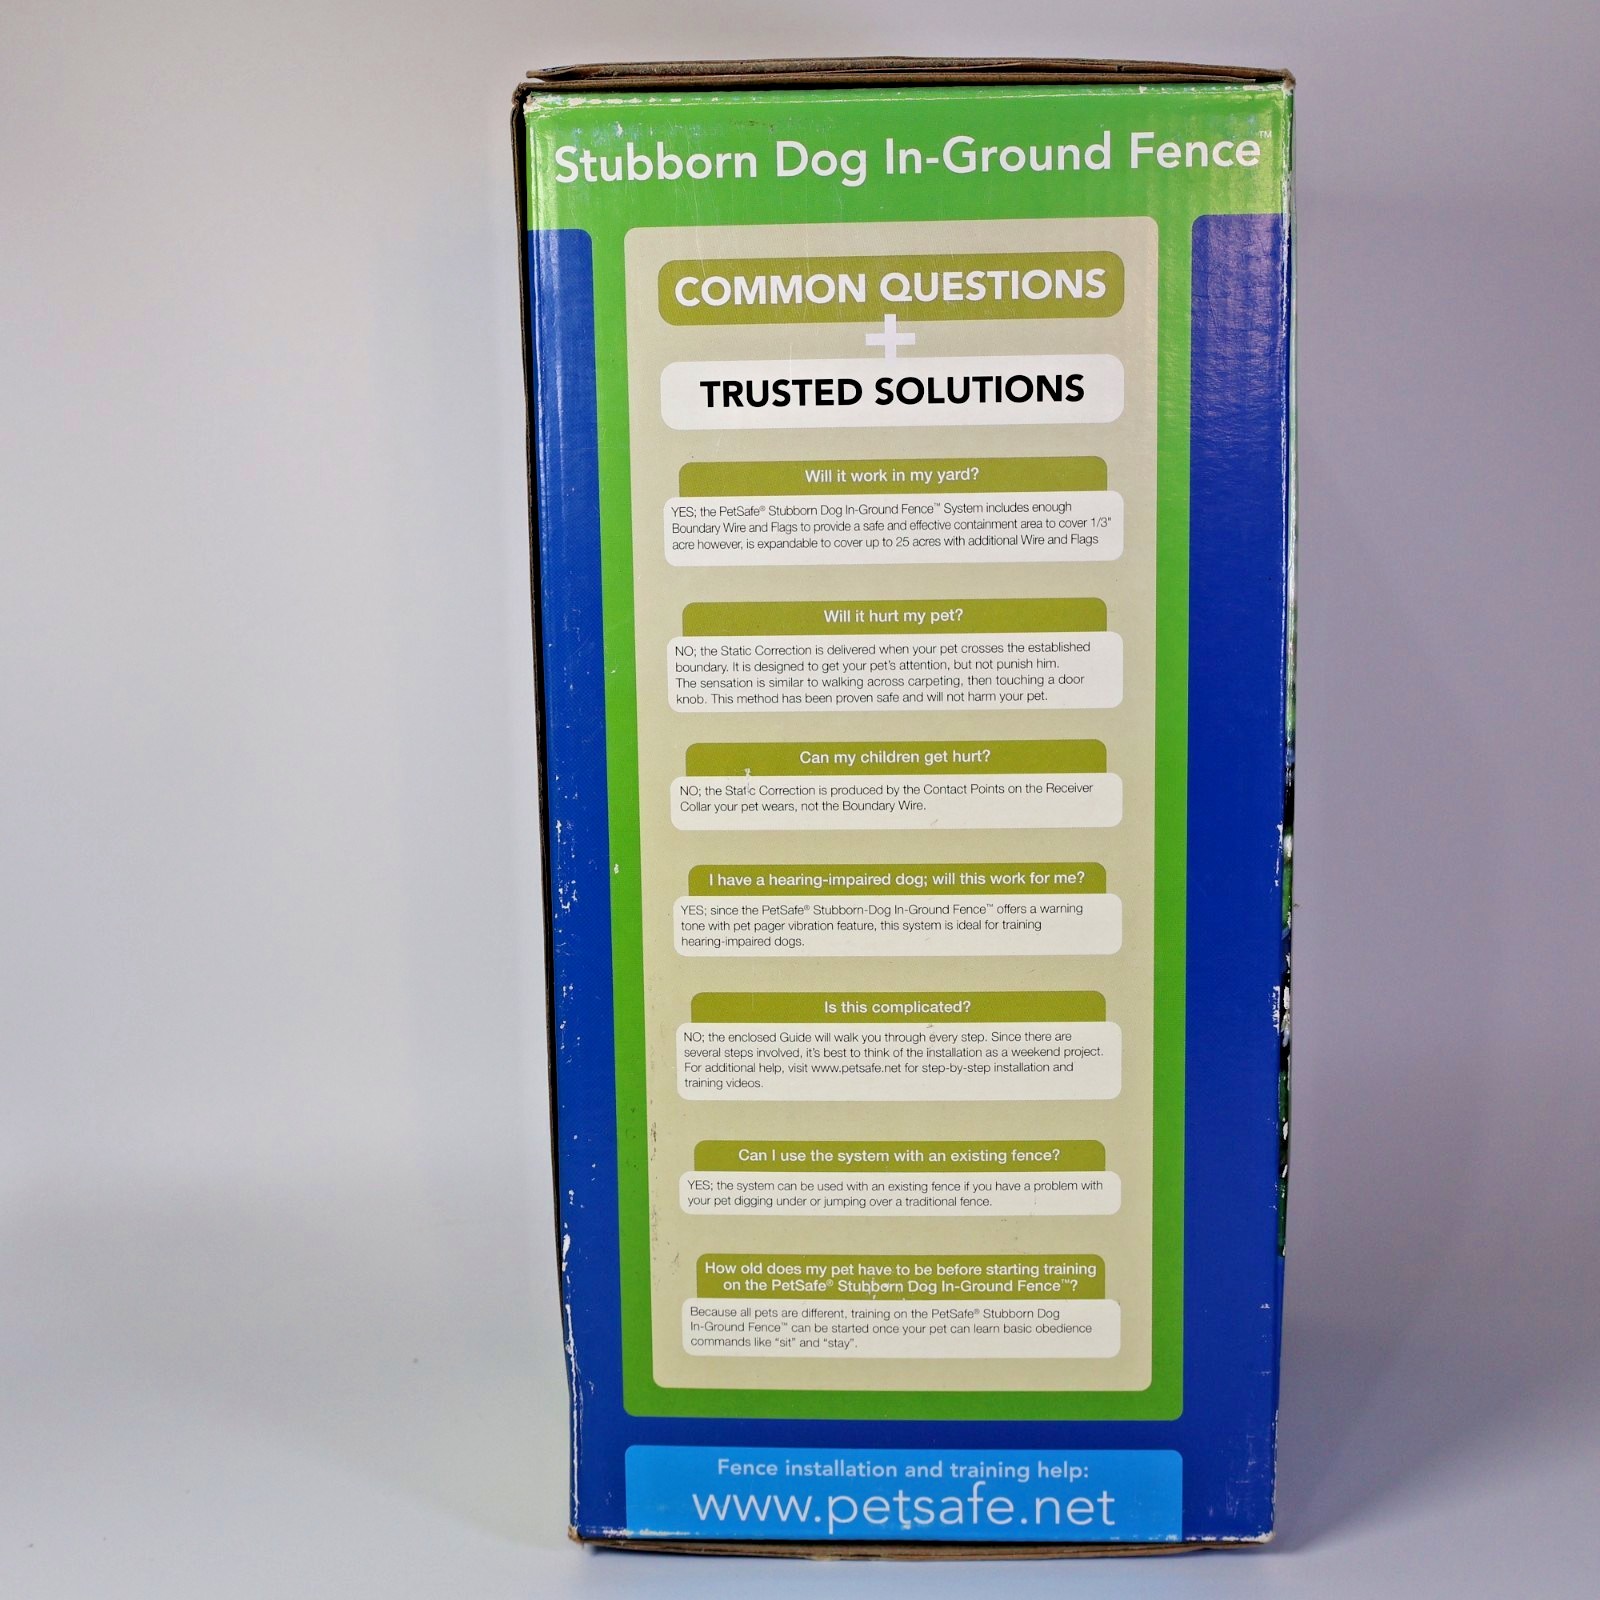 Stubborn Dog In-Ground Fence™
COMMON QUESTIONS
+
TRUSTED SOLUTIONS
Will it work in my yard?
YES; the PetSafe® Stubborn Dog In-Ground Fence™ System includes enough
Boundary Wire and Flags to provide a safe and effective containment area to cover 1/3"
acre however, is expandable to cover up to 25 acres with additional Wire and Flags
Will it hurt my pet?
NO; the Static Correction is delivered when your pet crosses the established
boundary. It is designed to get your pet's attention, but not punish him.
The sensation is similar to walking across carpeting, then touching a door
knob. This method has been proven safe and will not harm your pet.
Can my children get hurt?
NO; the Static Correction is produced by the Contact Points on the Receiver
Collar your pet wears, not the Boundary Wire.
I have a hearing-impaired dog; will this work for me?
YES; since the PetSafe® Stubborn-Dog In-Ground Fence™ offers a warning
tone with pet pager vibration feature, this system is ideal for training
hearing-impaired dogs.
Is this complicated?
NO; the enclosed Guide will walk you through every step. Since there are
several steps involved, it's best to think of the installation as a weekend project.
For additional help, visit www.petsafe.net for step-by-step installation and
training videos.
Can I use the system with an existing fence?
YES; the system can be used with an existing fence if you have a problem with
your pet digging under or jumping over a traditional fence.
How old does my pet have to be before starting training
on the PetSafe® Stubborn Dog In-Ground Fence™?
Because all pets are different, training on the PetSafe® Stubborn Dog
In-Ground Fence™ can be started once your pet can learn basic obedience
commands like "sit" and "stay".
Fence installation and training help:
www.petsafe.net